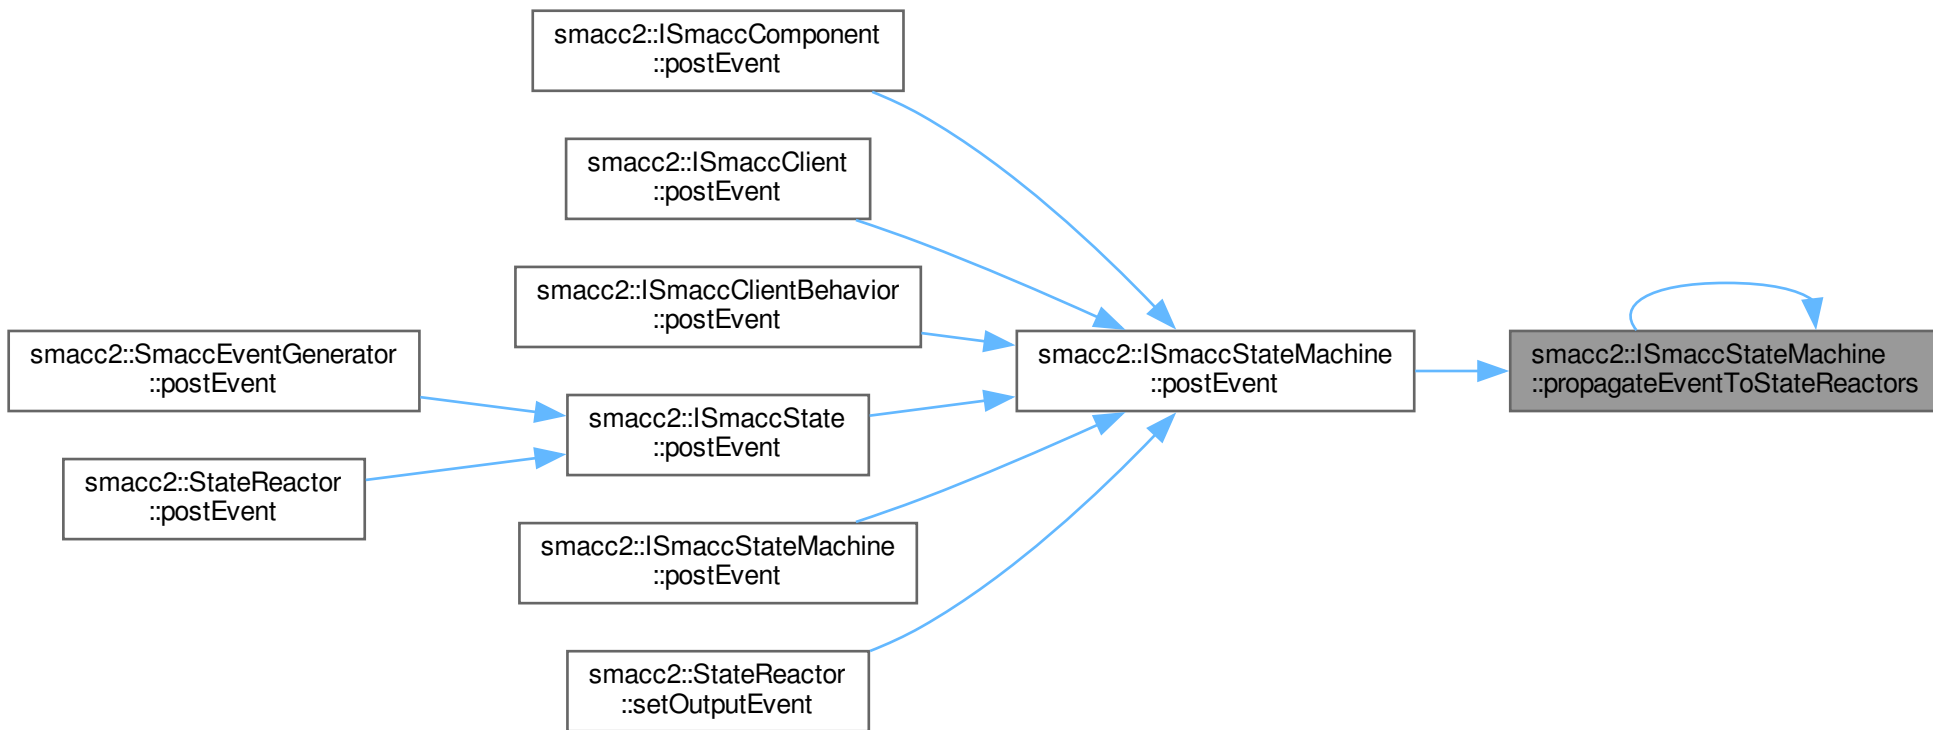 smacc2::ISmaccComponent
::postEvent
smacc2::ISmaccClient
::postEvent
smacc2::ISmaccClientBehavior
::postEvent
smacc2::SmaccEventGenerator
::postEvent
smacc2::ISmaccStateMachine
::postEvent
smacc2::ISmaccStateMachine
::propagateEventToStateReactors
smacc2::ISmaccState
::postEvent
smacc2::StateReactor
::postEvent
smacc2::ISmaccStateMachine
::postEvent
smacc2::StateReactor
::setOutputEvent